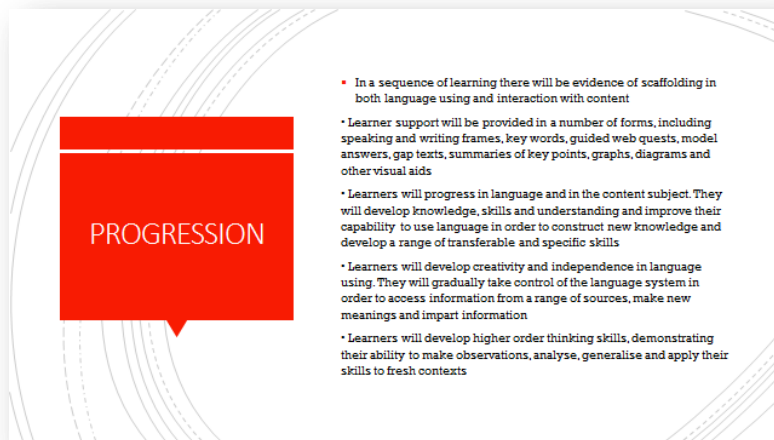 PROGRESSION
▪ In a sequence of learning there will be evidence of scaffolding in
both language using and interaction with content
• Learner support will be provided in a number of forms, including
speaking and writing frames, key words, guided web quests, model
answers, gap texts, summaries of key points, graphs, diagrams and
other visual aids
• Learners will progress in language and in the content subject. They
will develop knowledge, skills and understanding and improve their
capability to use language in order to construct new knowledge and
develop a range of transferable and specific skills
• Learners will develop creativity and independence in language
using. They will gradually take control of the language system in
order to access information from a range of sources, make new
meanings and impart information
• Learners will develop higher order thinking skills, demonstrating
their ability to make observations, analyse, generalise and apply their
skills to fresh contexts